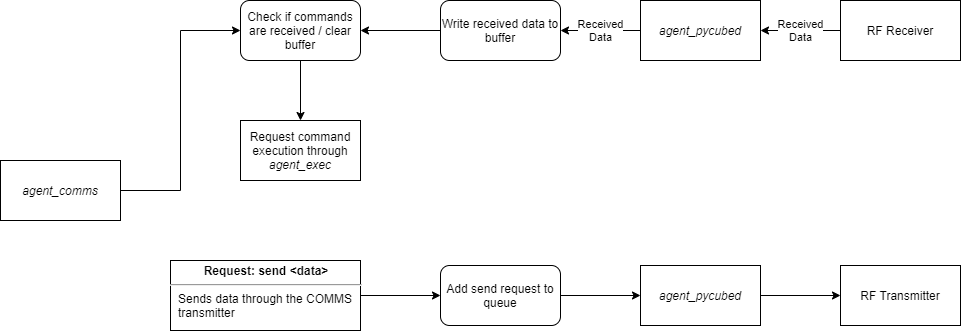 Check if commands
are received / clear
buffer
Write received data to
buffer
Received
Data
agent_pycubed
Received
Data
RF Receiver
Request command
execution through
agent_exec
agent_comms
Request: send <data>
Sends data through the COMMS
transmitter
Add send request to
queue
agent_pycubed
RF Transmitter